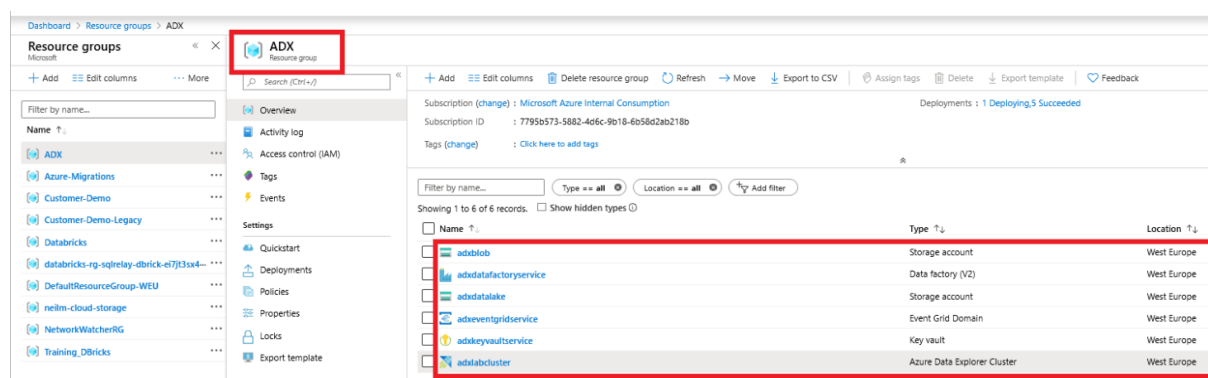 Dashboard > Resource groups > ADX
Resource groups
Microsoft
Add Edit columns More
Filter by name...
Name
ADX
Azure-Migrations
Customer-Demo
Customer-Demo-Legacy
Databricks
databricks-rg-sqlrelay-dbrick-ei7jt3sx4---
DefaultResourceGroup-WEU
neilm-cloud-storage
NetworkWatcherRG
Training_DBricks
ADX
Resource group
Search (Ctrl+/)
Overview
Activity log
Access control (IAM)
Tags
Events
Settings
Quickstart
Deployments
Policies
Properties
Locks
Export template
Add Edit columns Delete resource group Refresh Move Export to CSV Assign tags Delete Export template Feedback
Subscription (change) : Microsoft Azure Internal Consumption Deployments : 1 Deploying,5 Succeeded
Subscription ID : 7795b573-5882-4d6c-9b18-6b58d2ab218b
Tags (change) : Click here to add tags
Filter by name... Type == all Location == all Add filter
Showing 1 to 6 of 6 records. Show hidden types
Name Type Location
adxblob Storage account West Europe
adxdatafactoryservice Data factory (V2) West Europe
adxdatalake Storage account West Europe
adxeventgridservice Event Grid Domain West Europe
adxkeyvaultservice Key vault West Europe
adxlabcluster Azure Data Explorer Cluster West Europe